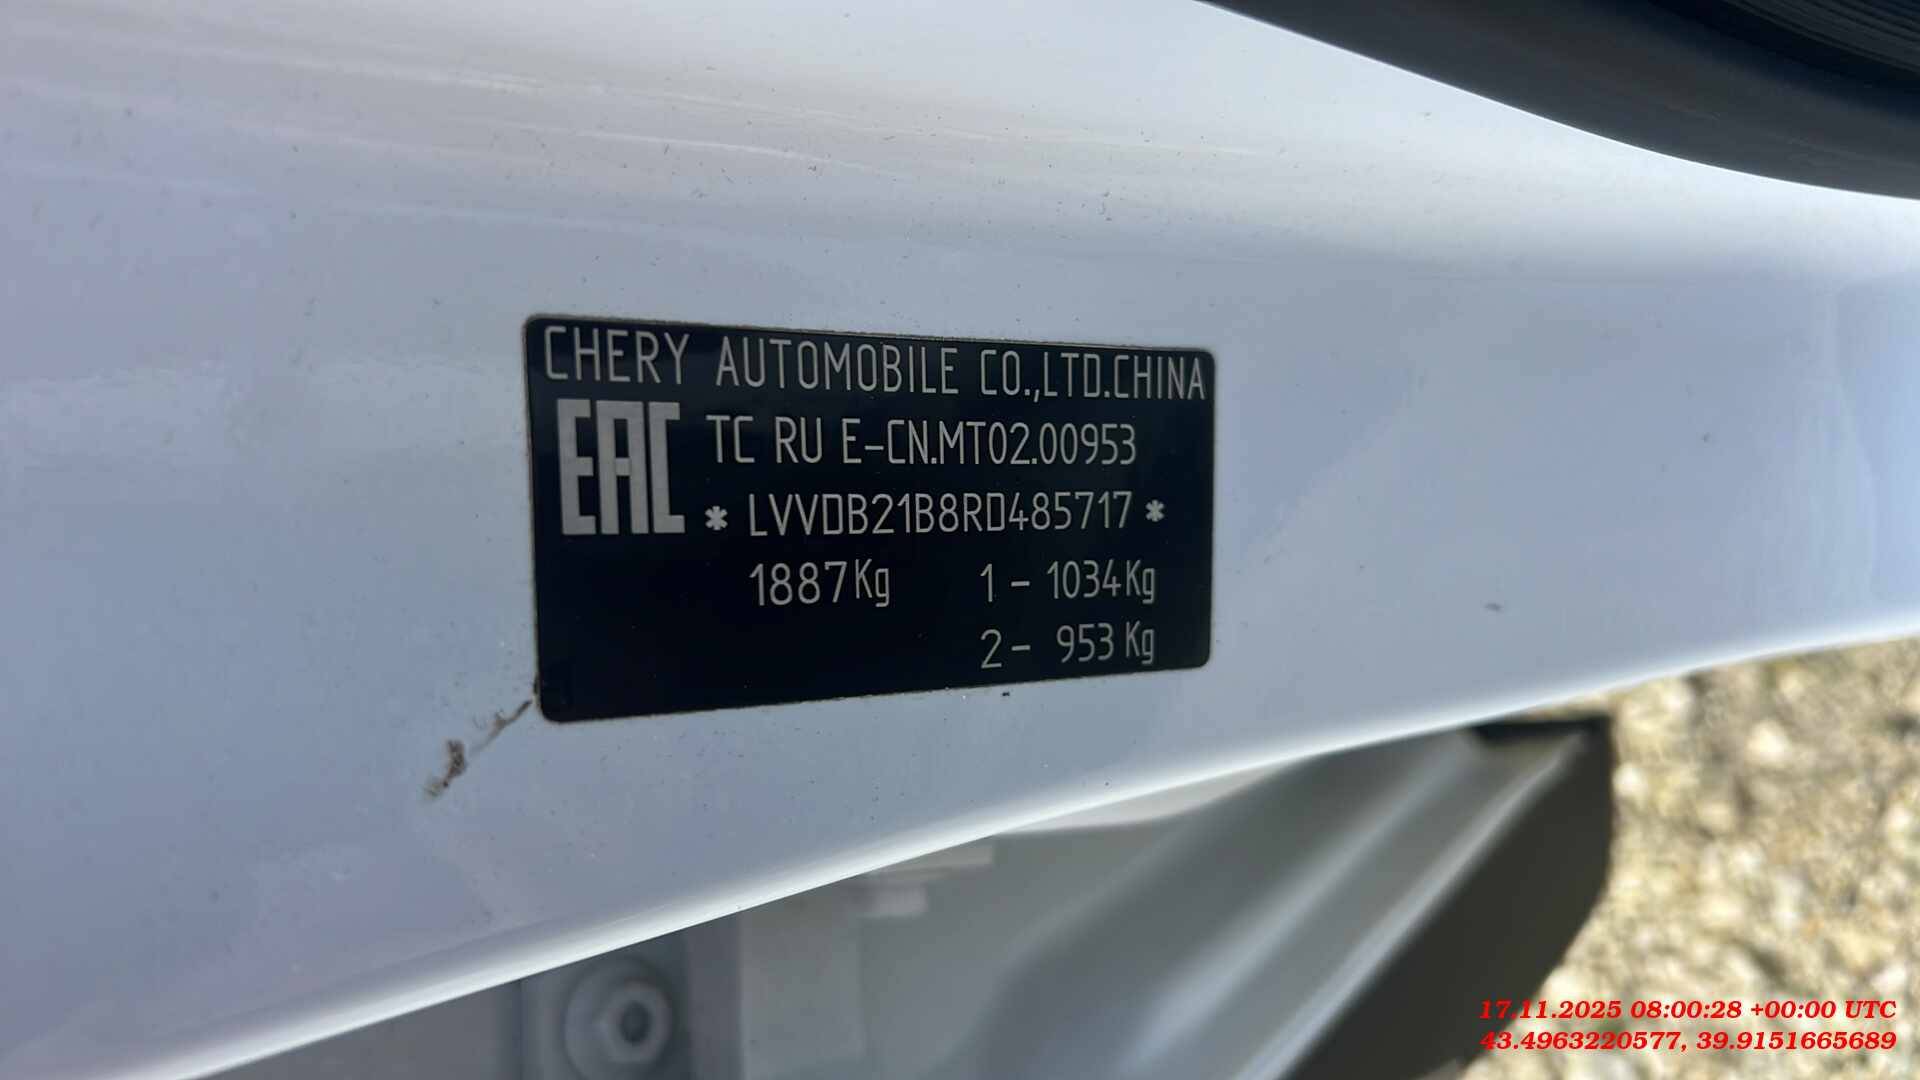 CHERY AUTOMOBILE CO.,LTD.CHINA
EAC TC RU E-CN.MT02.00953
* LVVDB21B8RD485717 *
1887Kg 1 - 1034Kg
2 - 953 Kg
17.11.2025 08:00:28 +00:00 UTC
43.4963220577, 39.9151665689